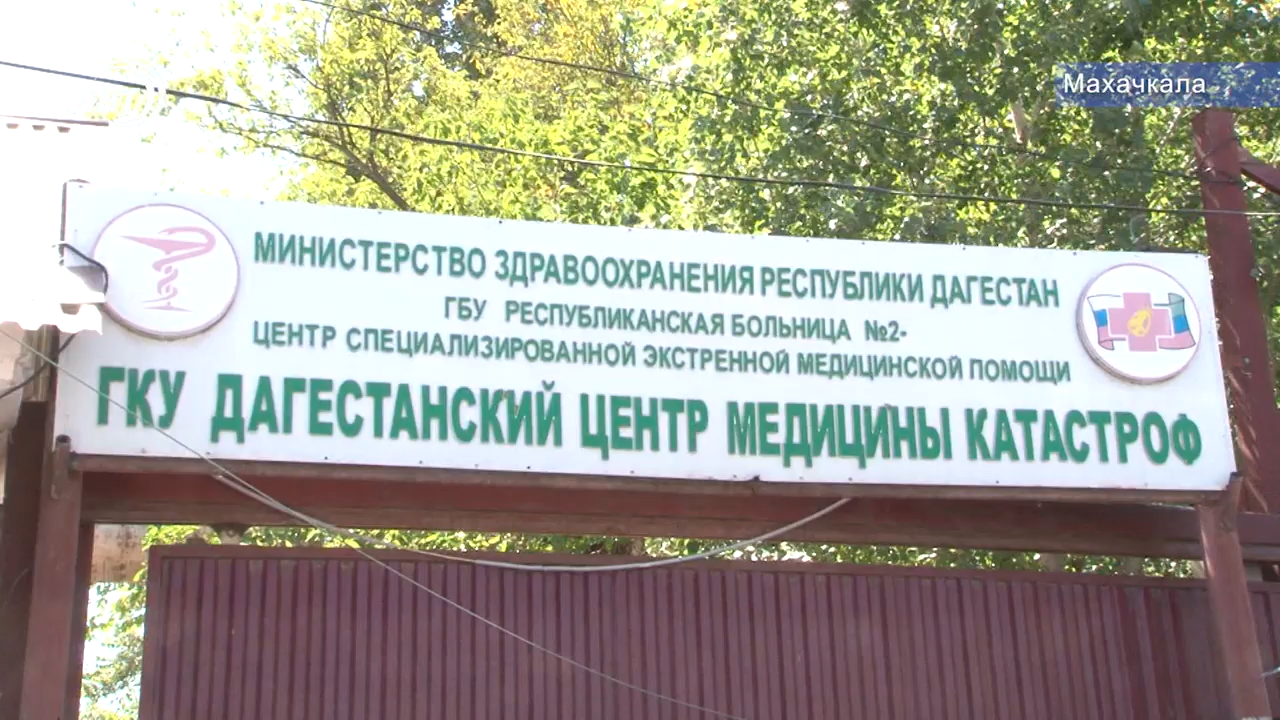 Махачкала
МИНИСТЕРСТВО ЗДРАВООХРАНЕНИЯ РЕСПУБЛИКИ ДАГЕСТАН
ГБУ РЕСПУБЛИКАНСКАЯ БОЛЬНИЦА №2-
ЦЕНТР СПЕЦИАЛИЗИРОВАННОЙ ЭКСТРЕННОЙ МЕДИЦИНСКОЙ ПОМОЩИ
ГКУ ДАГЕСТАНСКИЙ ЦЕНТР МЕДИЦИНЫ КАТАСТРОФ